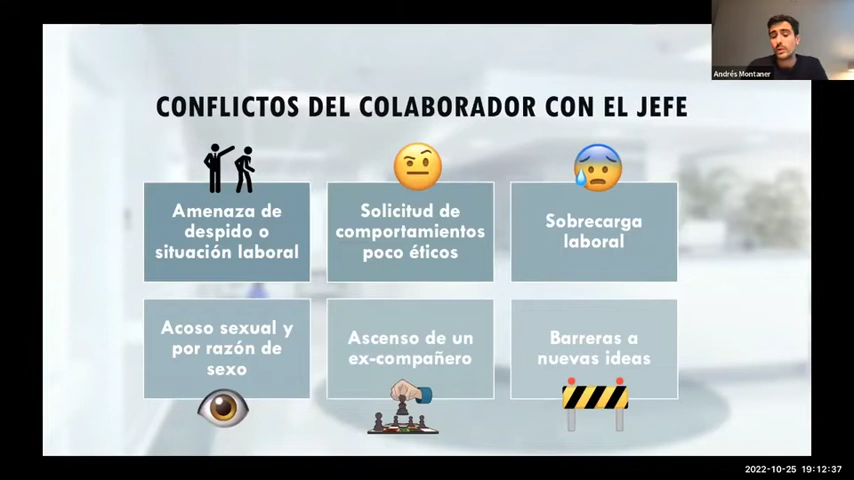 Andrés Montaner
CONFLICTOS DEL COLABORADOR CON EL JEFE
Amenaza de
despido o
situación laboral
Solicitud de
comportamientos
poco éticos
Sobrecarga
laboral
Acoso sexual y
por razón de
sexo
Ascenso de un
ex-compañero
Barreras a
nuevas ideas
2022-10-25 19:12:37